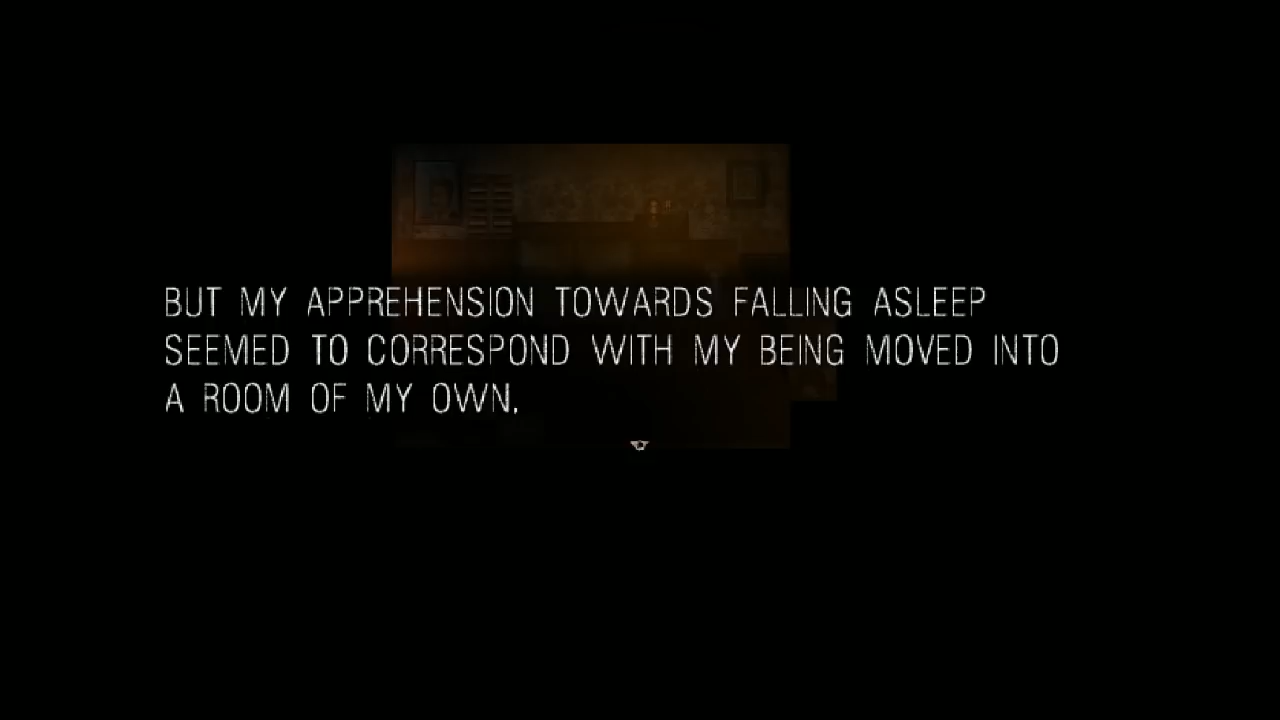 BUT MY APPREHENSION TOWARDS FALLING ASLEEP
SEEMED TO CORRESPOND WITH MY BEING MOVED INTO
A ROOM OF MY OWN.